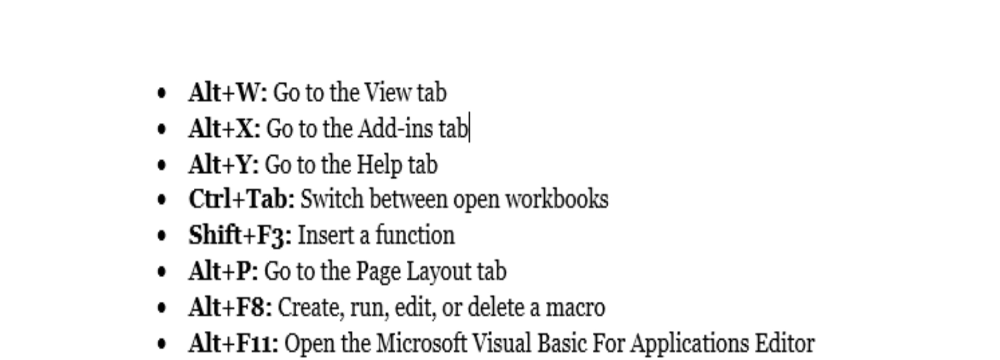 • Alt+W: Go to the View tab
• Alt+X: Go to the Add-ins tab
• Alt+Y: Go to the Help tab
• Ctrl+Tab: Switch between open workbooks
• Shift+F3: Insert a function
• Alt+P: Go to the Page Layout tab
• Alt+F8: Create, run, edit, or delete a macro
• Alt+F11: Open the Microsoft Visual Basic For Applications Editor